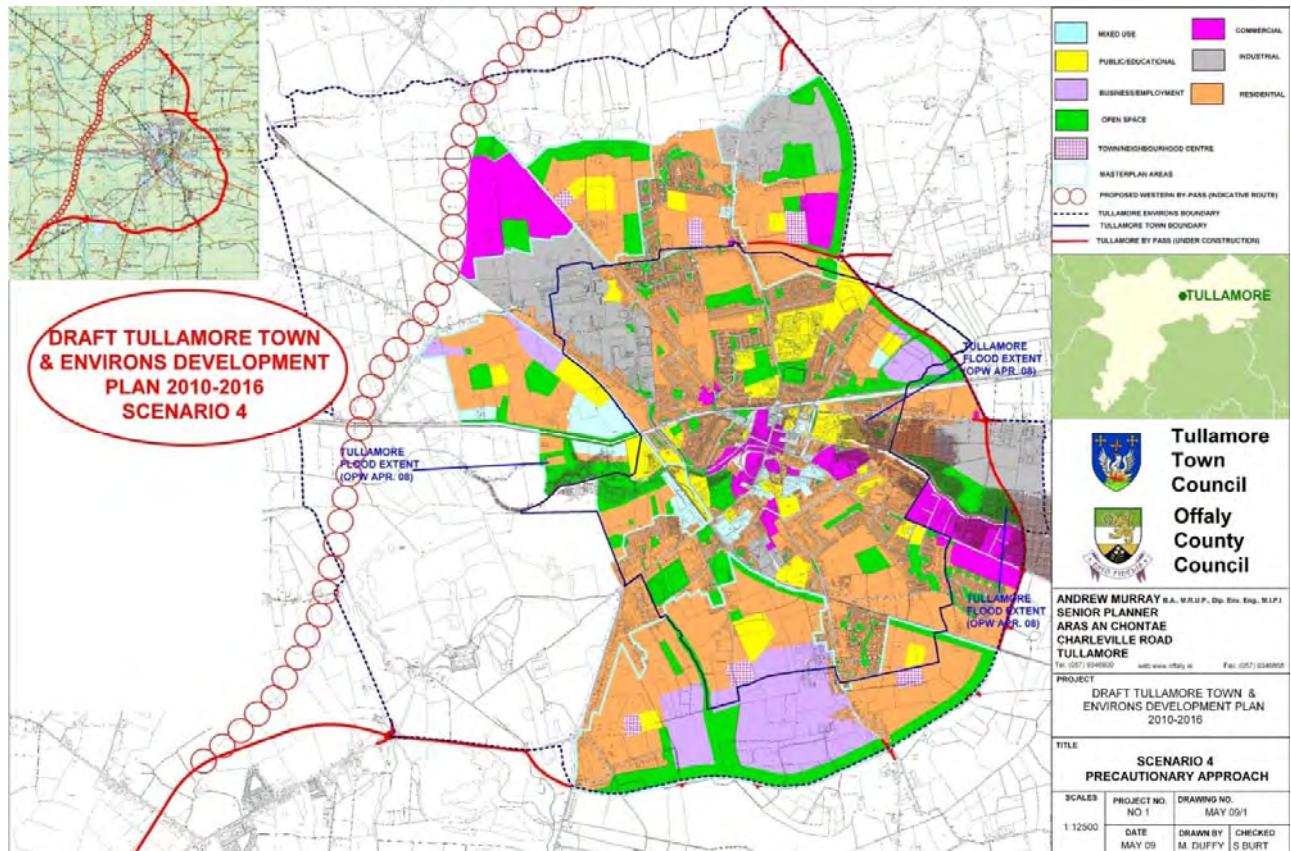 DRAFT TULLAMORE TOWN
& ENVIRONS DEVELOPMENT
PLAN 2010-2016
SCENARIO 4
TULLAMORE
FLOOD EXTENT
(OPW APR. 08)
TULLAMORE
FLOOD EXTENT
(OPW APR. 08)
TULLAMORE
FLOOD EXTENT
(OPW APR. 08)
MIXED USE
COMMERCIAL
PUBLIC/EDUCATIONAL
INDUSTRIAL
BUSINESS/EMPLOYMENT
RESIDENTIAL
OPEN SPACE
TOWN/NEIGHBOURHOOD CENTRE
MASTERPLAN AREAS
PROPOSED WESTERN BY-PASS (INDICATIVE ROUTE)
TULLAMORE ENVIRONS BOUNDARY
TULLAMORE TOWN BOUNDARY
TULLAMORE BY PASS (UNDER CONSTRUCTION)
TULLAMORE
Tullamore
Town
Council
Offaly
County
Council
ANDREW MURRAY B.A., M.R.U.P., Dip. Env. Eng., M.I.P.I
SENIOR PLANNER
ARAS AN CHONTAE
CHARLEVILLE ROAD
TULLAMORE
PROJECT
DRAFT TULLAMORE TOWN &
ENVIRONS DEVELOPMENT PLAN
2010-2016
TITLE
SCENARIO 4
PRECAUTIONARY APPROACH
SCALES
1:12500
PROJECT NO.
NO 1
DRAWING NO.
MAY 09/1
DATE
MAY 09
DRAWN BY
M. DUFFY
CHECKED
S BURT